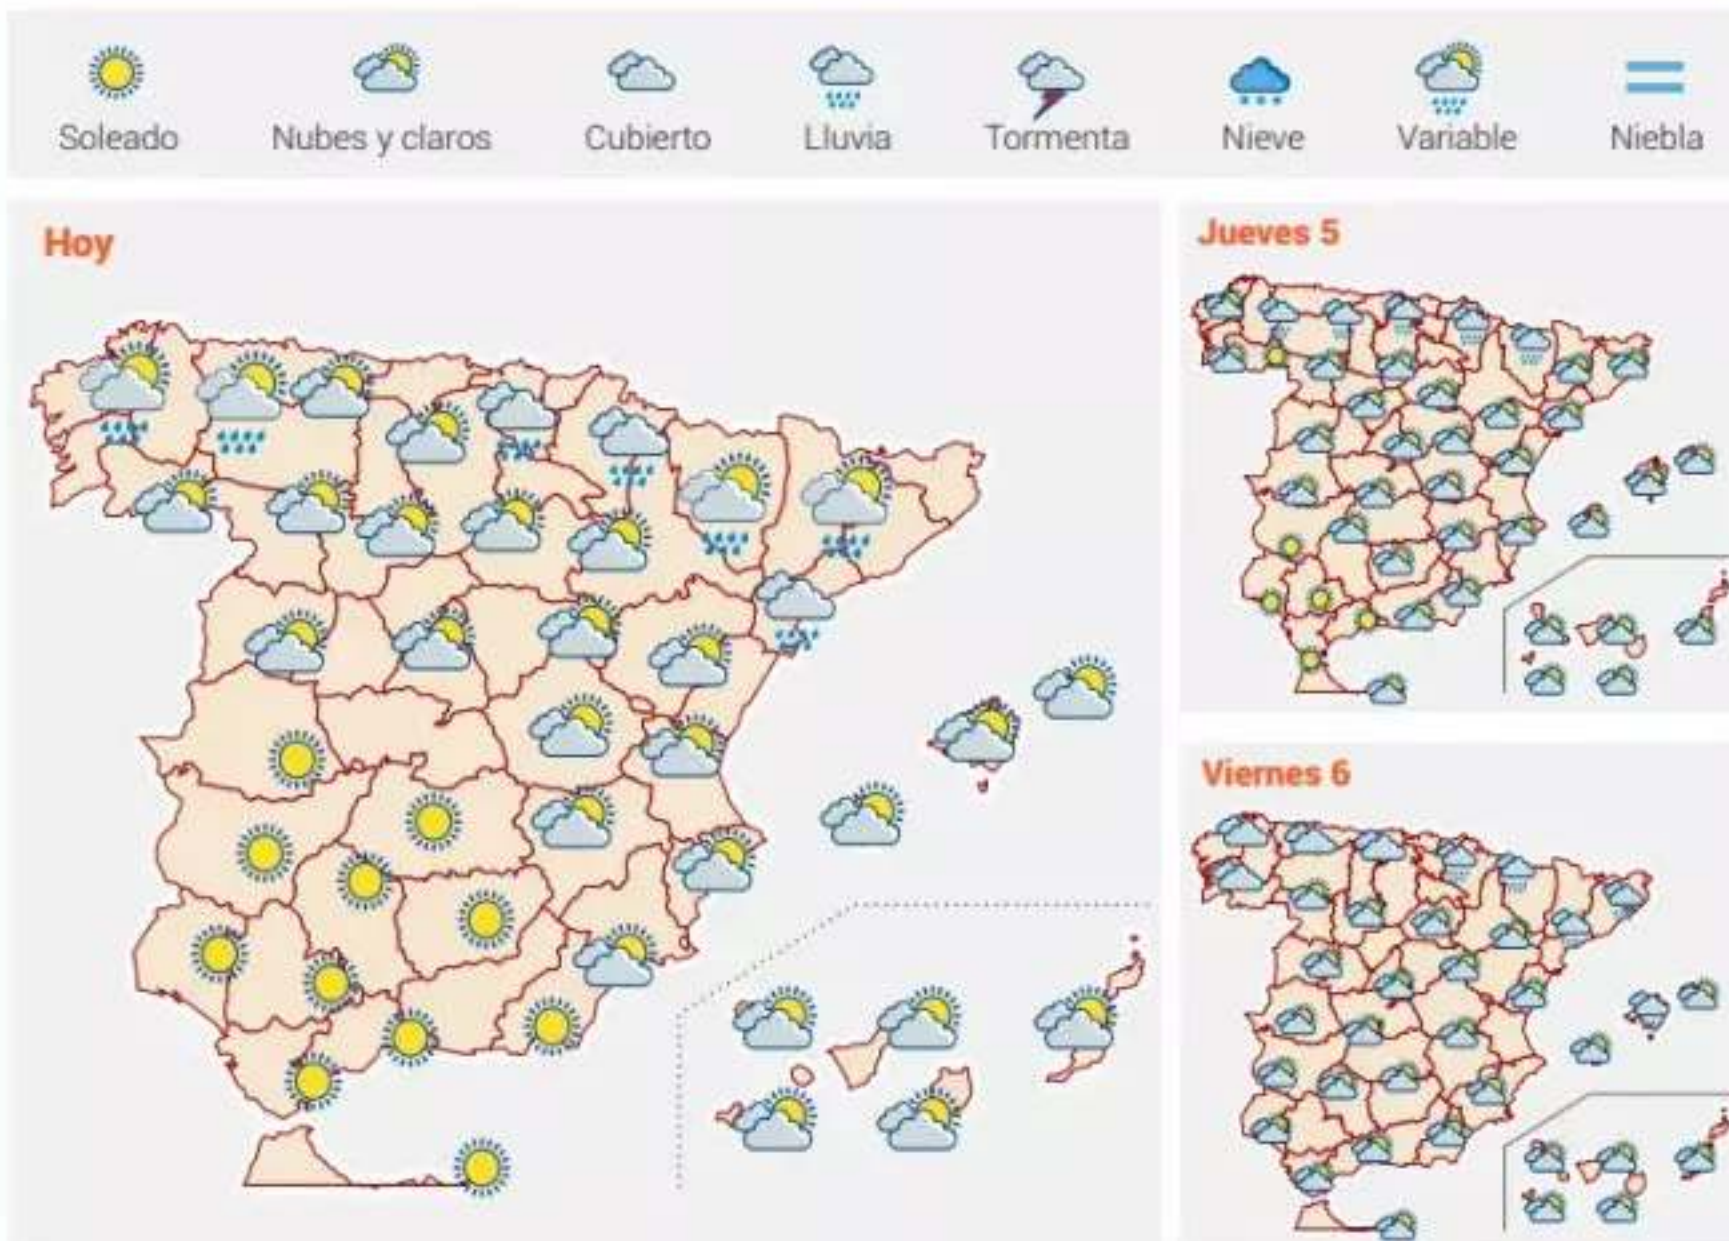 Soleado Nubes y claros Cubierto Lluvia Tormenta Nieve Variable Niebla
Hoy
Jueves 5
Viernes 6